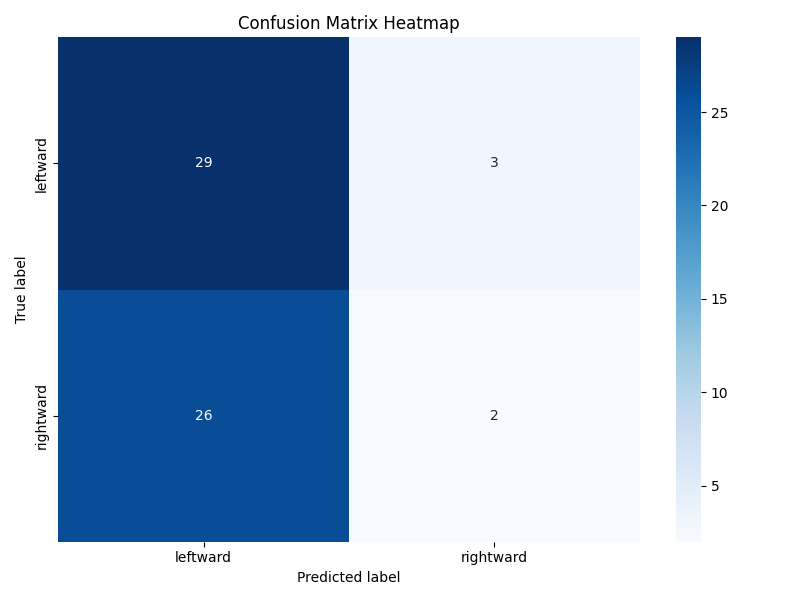 Confusion Matrix Heatmap
True label
leftward
rightward
29
3
26
2
leftward
rightward
Predicted label
25
20
15
10
5